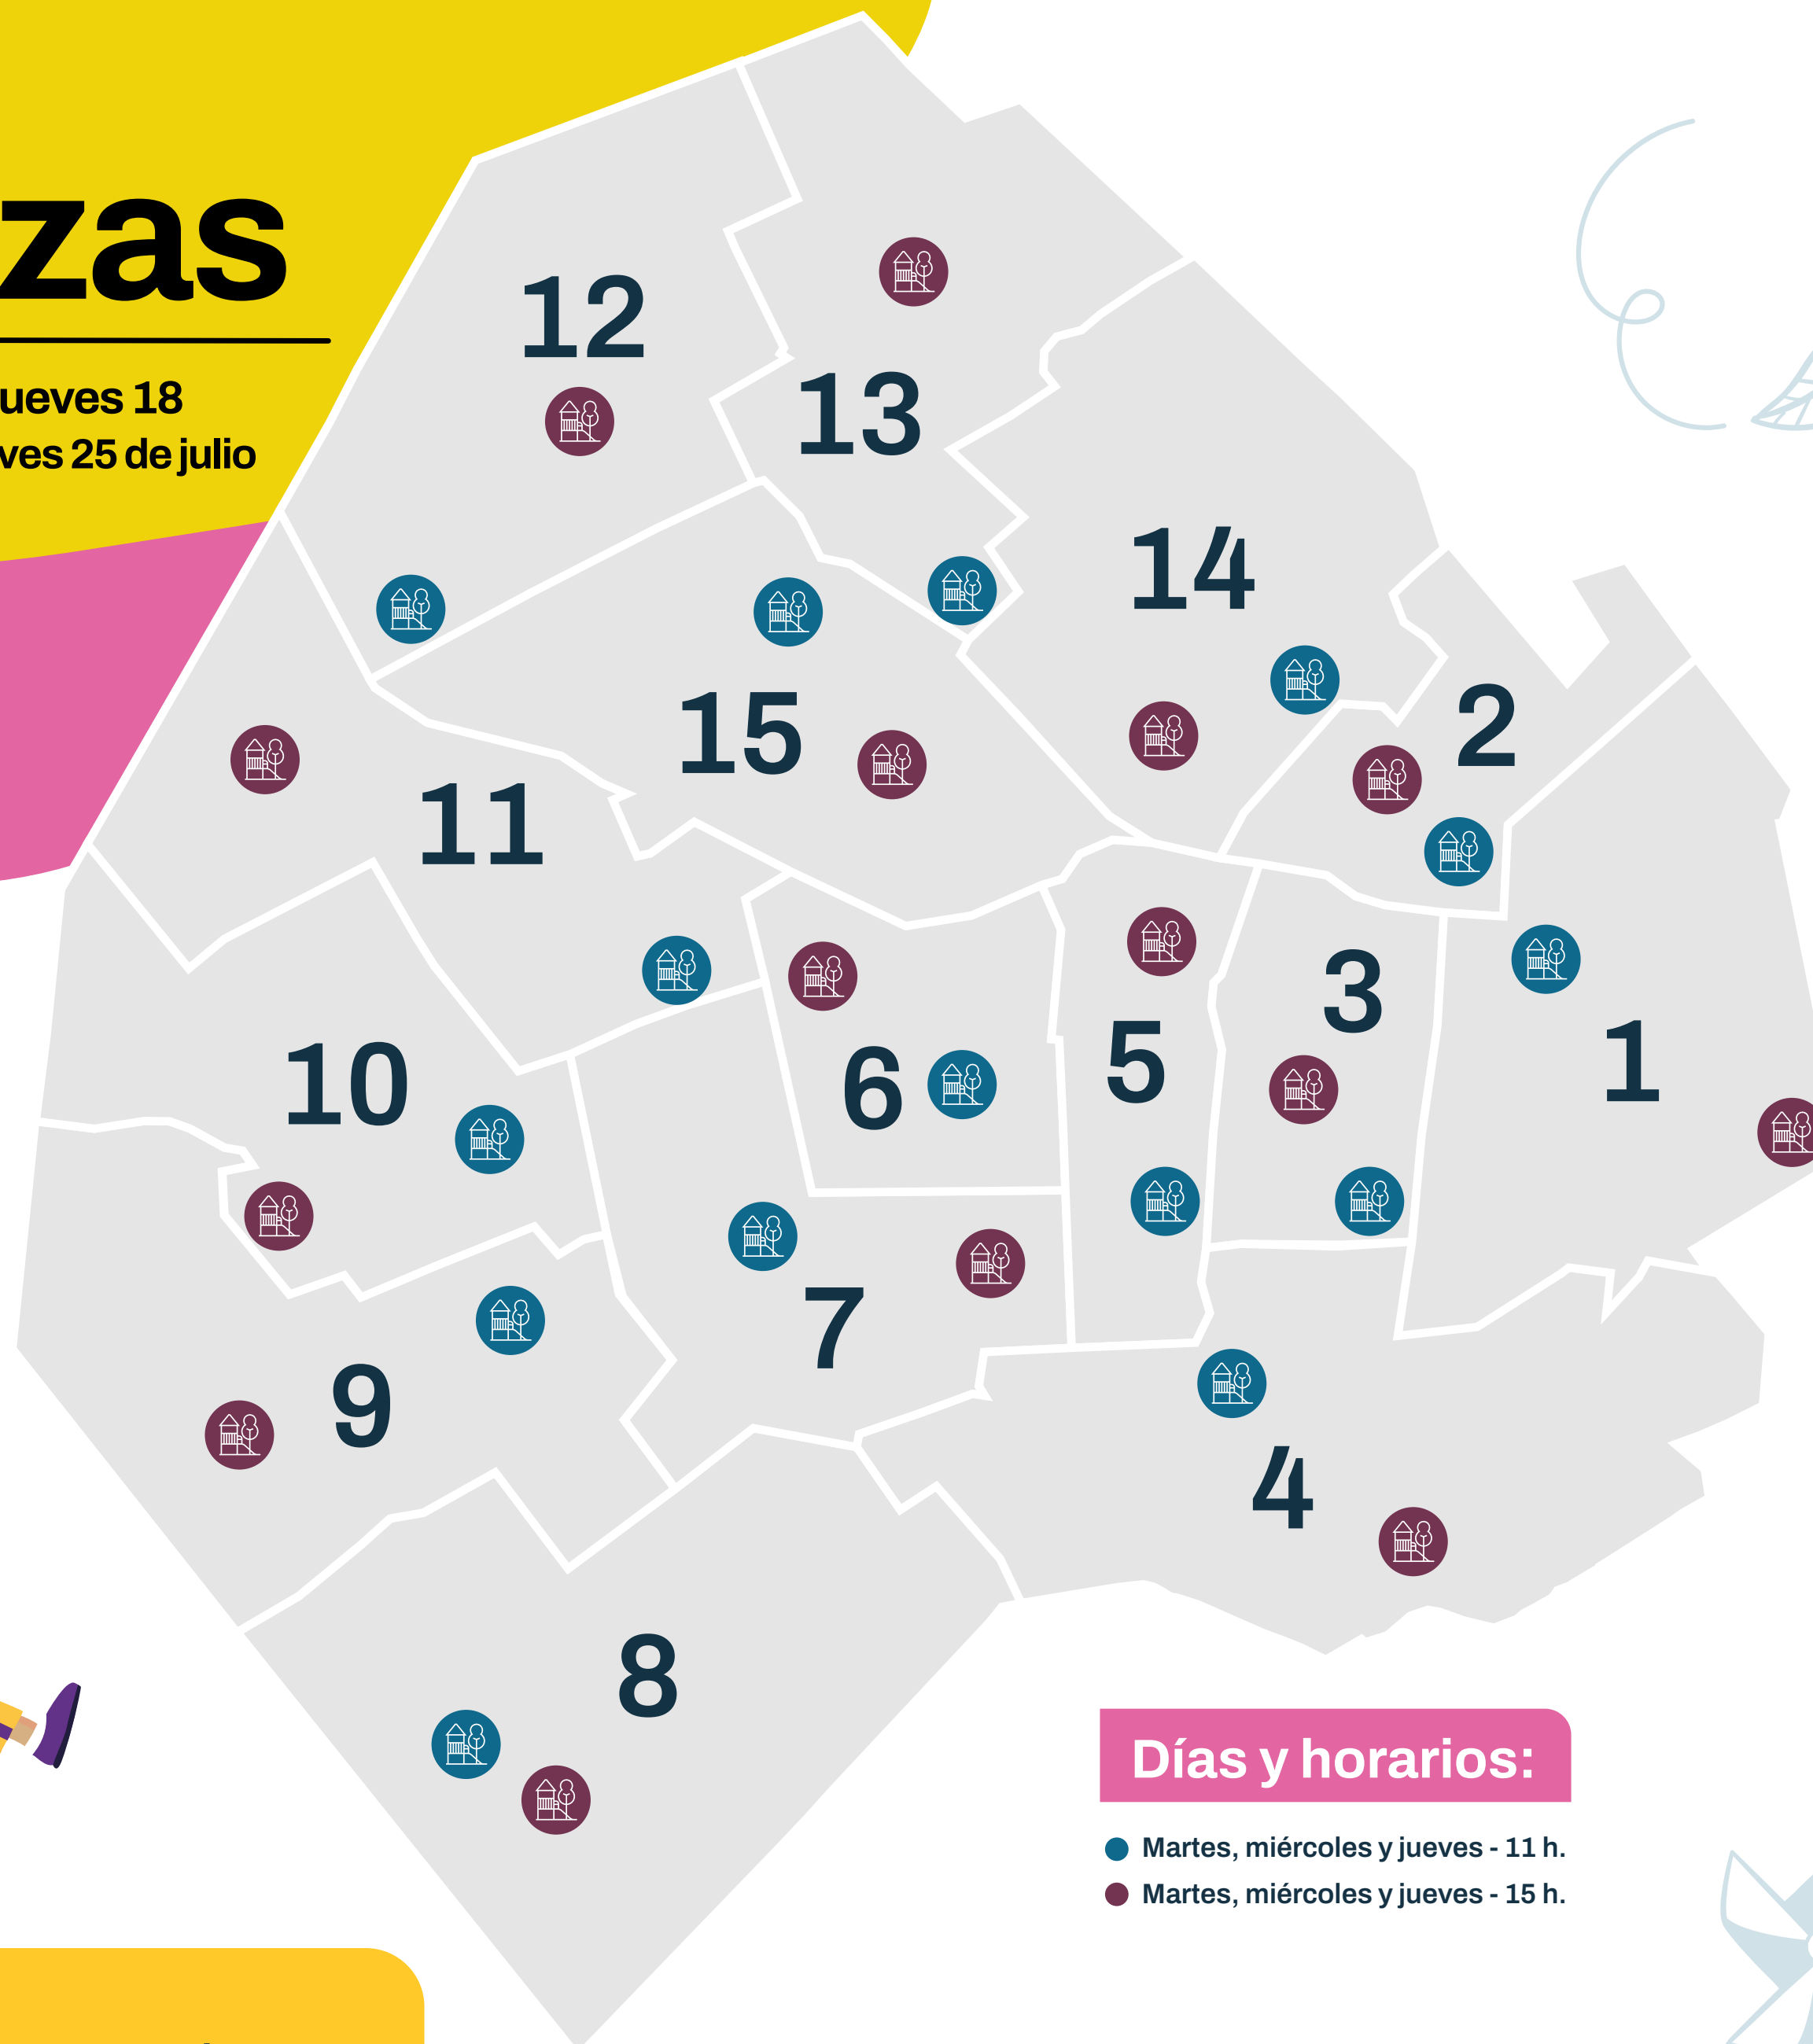 zas
ueves 18
ves 25 de julio
12
13
14
15
2
11
3
1
10
6
5
7
9
4
8
Días y horarios:
Martes, miércoles y jueves - 11 h.
Martes, miércoles y jueves - 15 h.